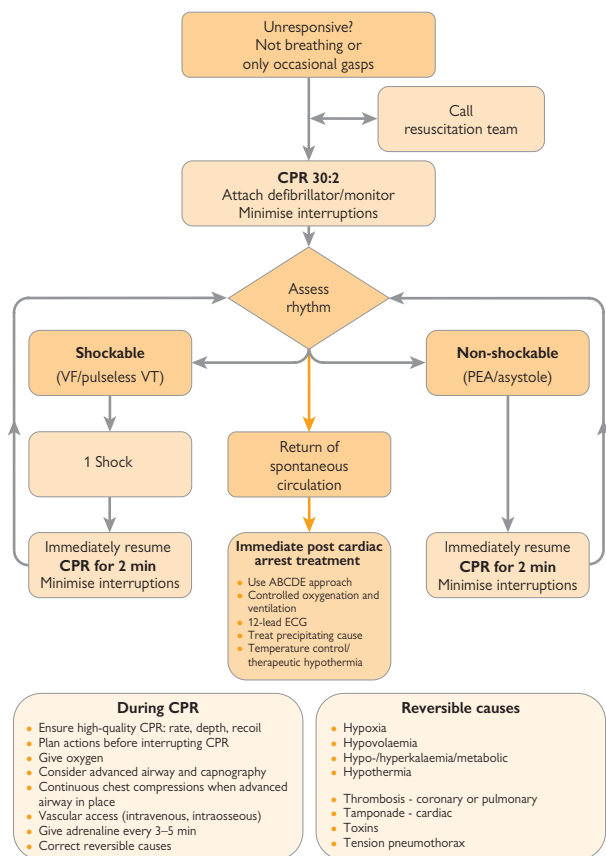 Unresponsive?
Not breathing or
only occasional gasps
Call
resuscitation team
CPR 30:2
Attach defibrillator/monitor
Minimise interruptions
Assess
rhythm
Shockable
(VF/pulseless VT)
Non-shockable
(PEA/asystole)
1 Shock
Return of
spontaneous
circulation
Immediately resume
CPR for 2 min
Minimise interruptions
Immediate post cardiac
arrest treatment
• Use ABCDE approach
• Controlled oxygenation and
ventilation
• 12-lead ECG
• Treat precipitating cause
• Temperature control/
therapeutic hypothermia
Immediately resume
CPR for 2 min
Minimise interruptions
During CPR
• Ensure high-quality CPR: rate, depth, recoil
• Plan actions before interrupting CPR
• Give oxygen
• Consider advanced airway and capnography
• Continuous chest compressions when advanced
airway in place
• Vascular access (intravenous, intraosseous)
• Give adrenaline every 3–5 min
• Correct reversible causes
Reversible causes
• Hypoxia
• Hypovolaemia
• Hypo-/hyperkalaemia/metabolic
• Hypothermia
• Thrombosis - coronary or pulmonary
• Tamponade - cardiac
• Toxins
• Tension pneumothorax